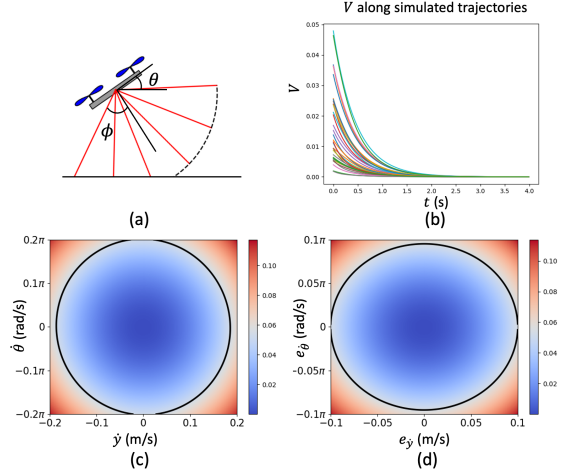 V along simulated trajectories
θ
ϕ
(a)
V
0.05
0.04
0.03
0.02
0.01
0.00
0.0 0.5 1.0 1.5 2.0 2.5 3.0 3.5 4.0
t (s)
(b)
θ̇ (rad/s)
0.2π
0.1π
0
−0.1π
−0.2π
−0.2 −0.1 0.0 0.1 0.2
ẏ (m/s)
0.10
0.08
0.06
0.04
0.02
(c)
e_θ̇ (rad/s)
0.1π
0.05π
0
−0.05π
−0.1π
−0.10 −0.05 0.00 0.05 0.1
e_ẏ (m/s)
0.10
0.08
0.06
0.04
0.02
(d)